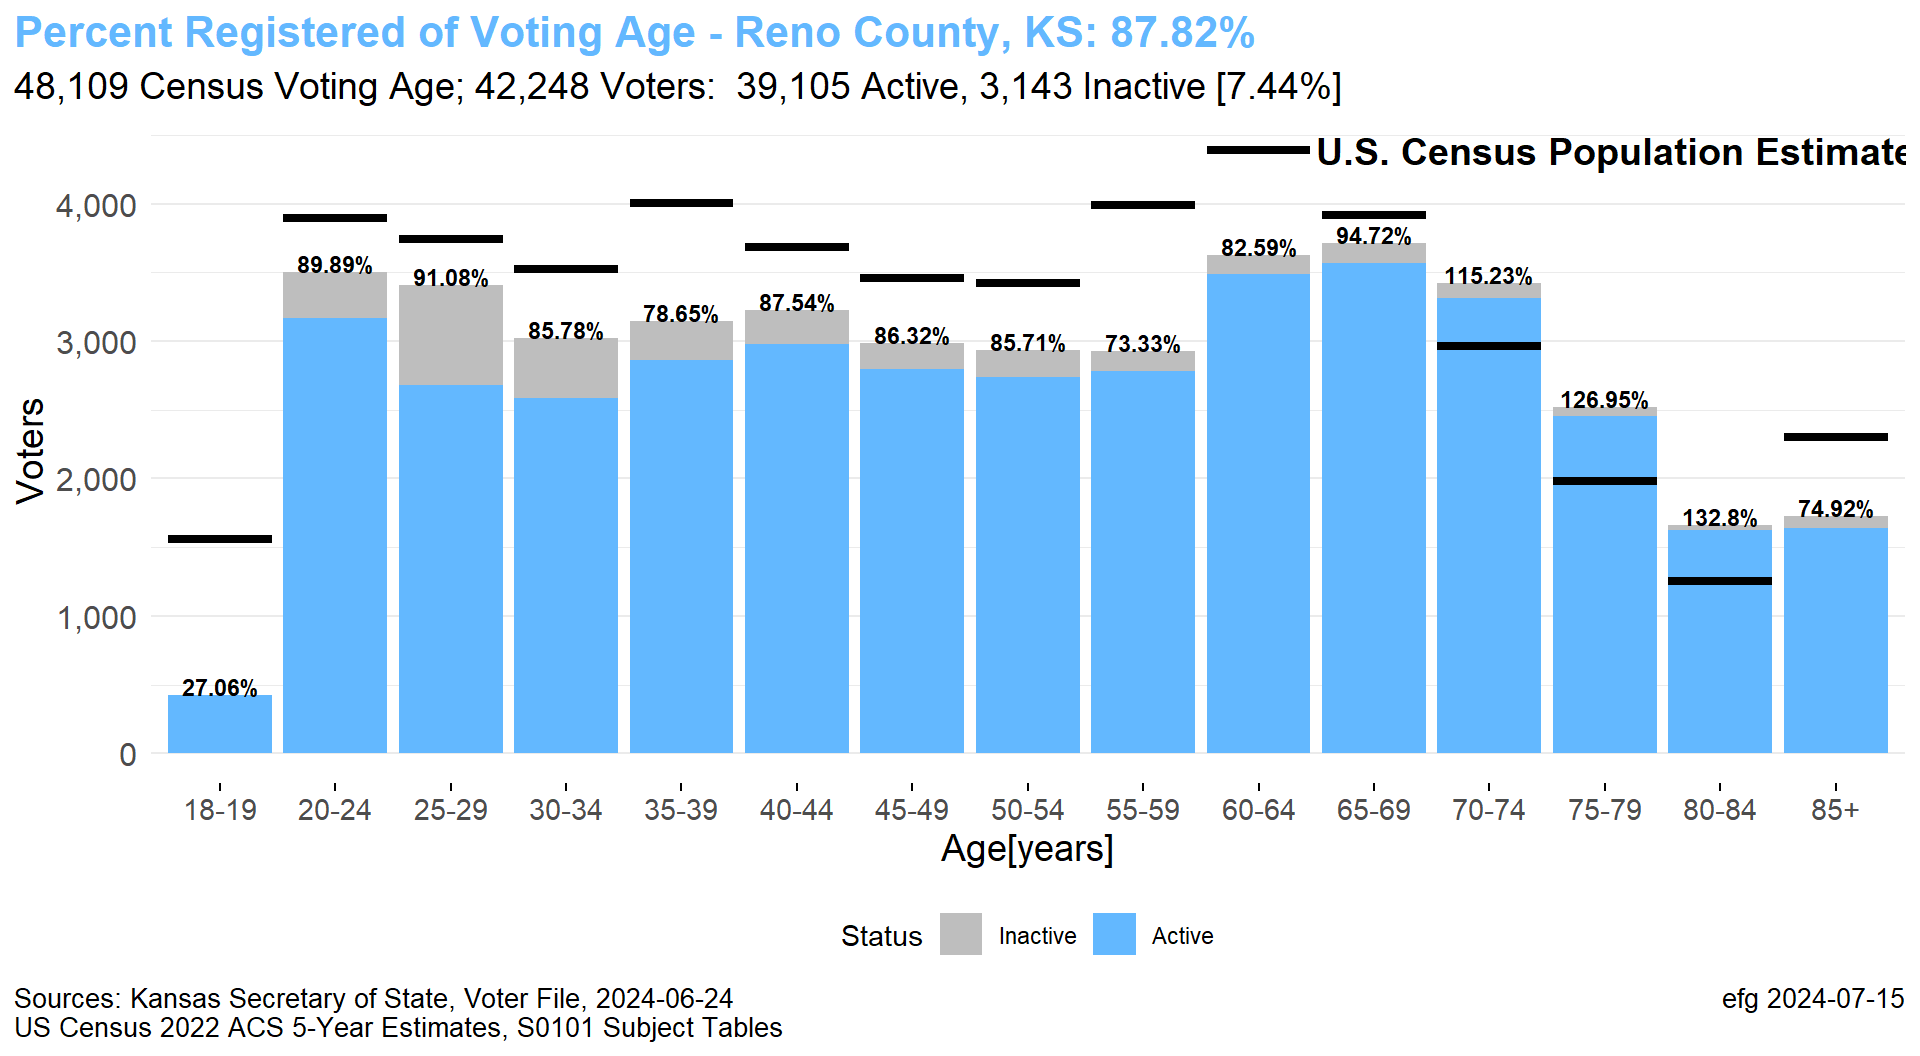 Percent Registered of Voting Age - Reno County, KS: 87.82%
48,109 Census Voting Age; 42,248 Voters:  39,105 Active, 3,143 Inactive [7.44%]
U.S. Census Population Estimate
4,000
3,000
2,000
1,000
0
Voters
27.06%
89.89%
91.08%
85.78%
78.65%
87.54%
86.32%
85.71%
73.33%
82.59%
94.72%
115.23%
126.95%
132.8%
74.92%
18-19 20-24 25-29 30-34 35-39 40-44 45-49 50-54 55-59 60-64 65-69 70-74 75-79 80-84 85+
Age[years]
Status Inactive Active
Sources: Kansas Secretary of State, Voter File, 2024-06-24
efg 2024-07-15
US Census 2022 ACS 5-Year Estimates, S0101 Subject Tables